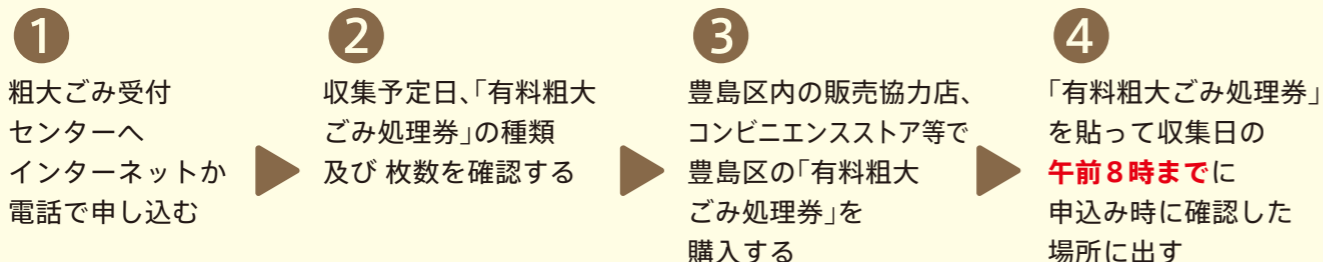 1
粗大ごみ受付
センターへ
インターネットか
電話で申し込む
2
収集予定日、「有料粗大
ごみ処理券」の種類
及び 枚数を確認する
3
豊島区内の販売協力店、
コンビニエンスストア等で
豊島区の「有料粗大
ごみ処理券」を
購入する
4
「有料粗大ごみ処理券」
を貼って収集日の
午前8時までに
申込み時に確認した
場所に出す